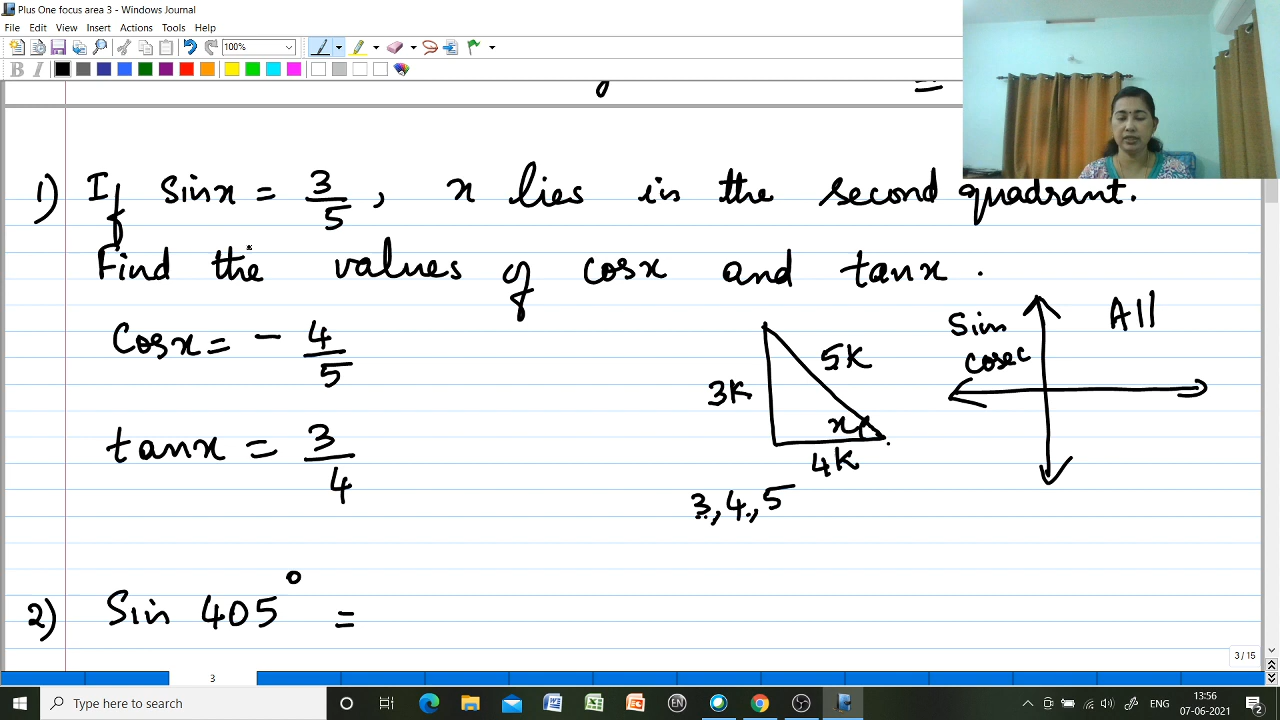 Plus One focus area 3 - Windows Journal
File Edit View Insert Actions Tools Help
100%
B I
1) If sinx = 3/5, x lies in the second quadrant.
Find the values of cosx and tanx.
Cosx = - 4/5
tanx = 3/4
3K
5K
x
4K
3, 4, 5
Sin
Cosec
All
2) Sin 405° =
3 / 15
3
Type here to search
ENG
13:56
07-06-2021
2